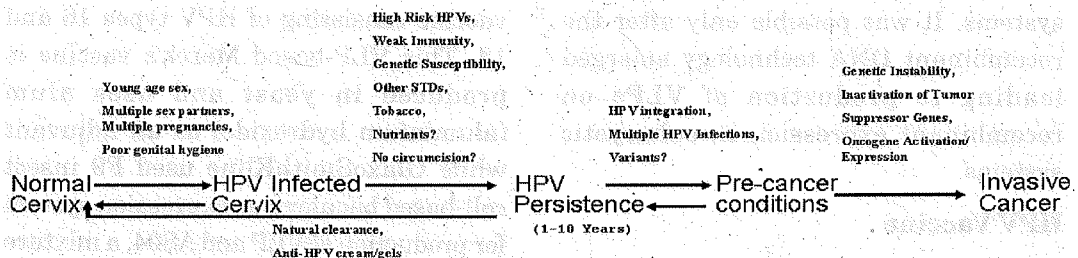 High Risk HPVs,
Weak Immunity,
Genetic Susceptibility,
Other STDs,
Tobacco,
Nutrients?
No circumcision?
Young age sex,
Multiple sex partners,
Multiple pregnancies,
Poor genital hygiene
HPV integration,
Multiple HPV Infections,
Variants?
Genetic Instability,
Inactivation of Tumor
Suppressor Genes,
Oncogene Activation/
Expression
Normal
Cervix
HPV Infected
Cervix
HPV
Persistence
(1-10 Years)
Pre-cancer
conditions
Invasive
Cancer
Natural clearance,
Anti-HPV cream/gels